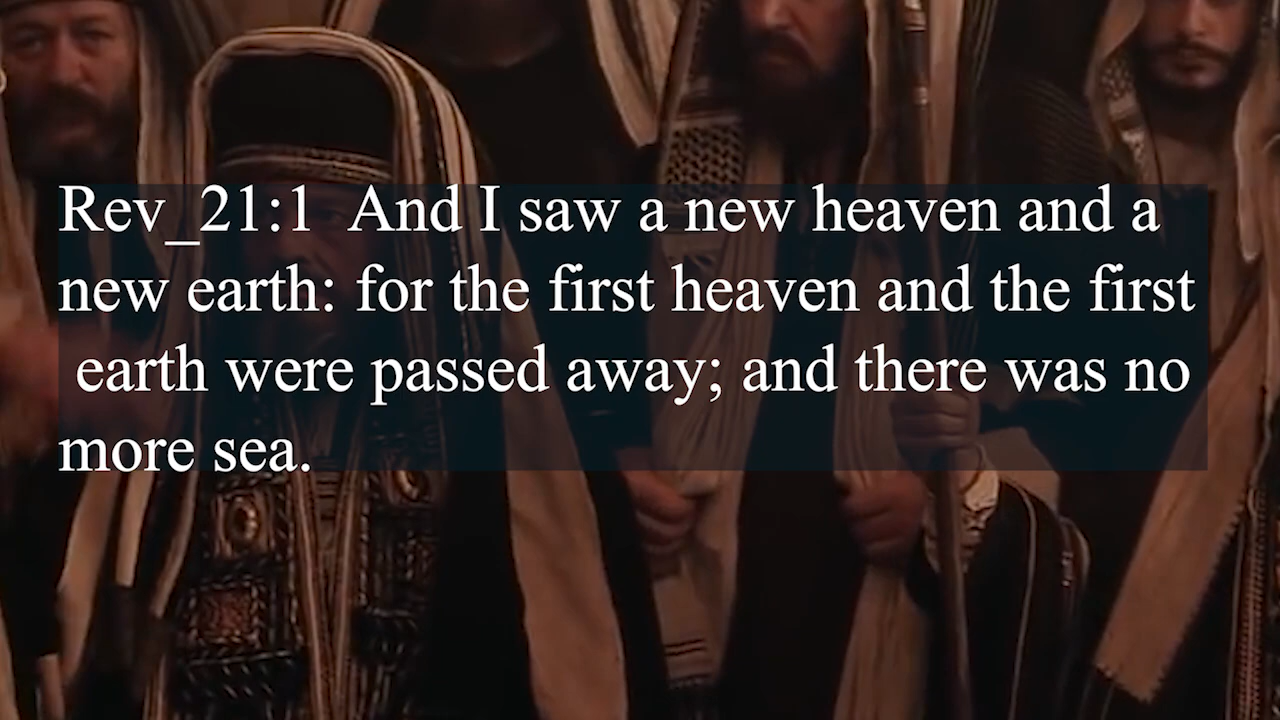 Rev_21:1  And I saw a new heaven and a
new earth: for the first heaven and the first
earth were passed away; and there was no
more sea.